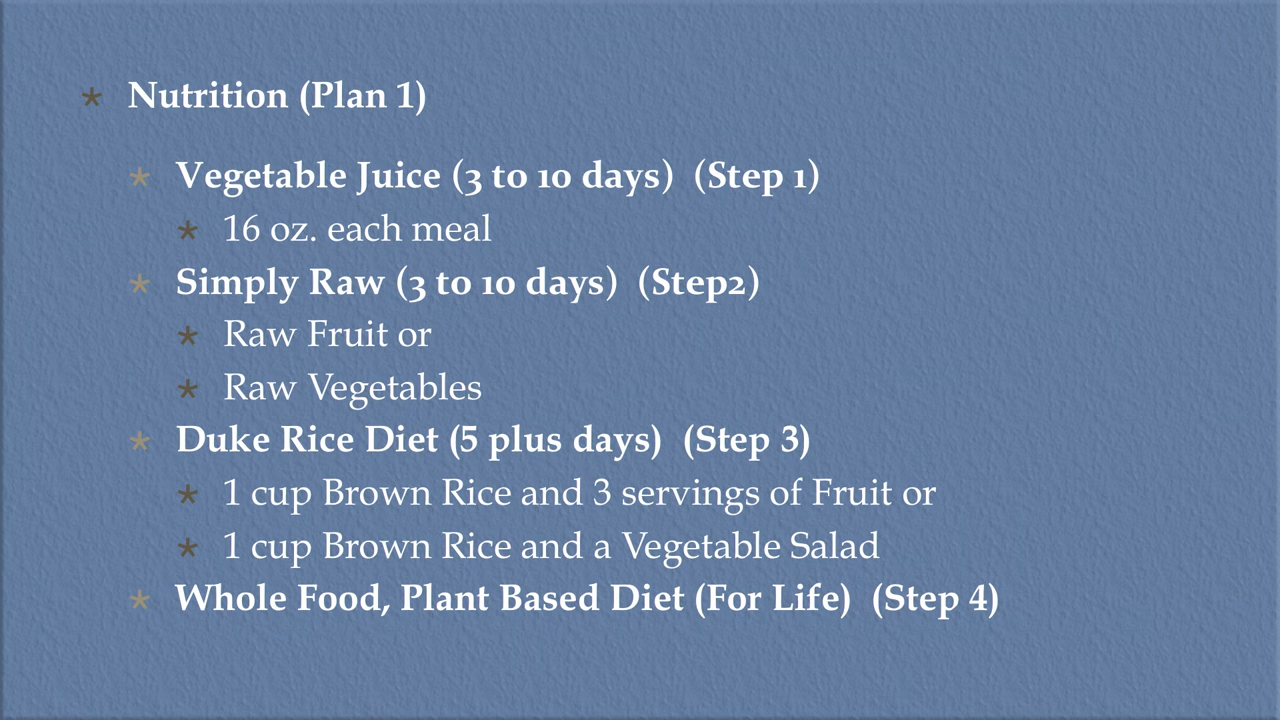 * Nutrition (Plan 1)
* Vegetable Juice (3 to 10 days) (Step 1)
* 16 oz. each meal
* Simply Raw (3 to 10 days) (Step2)
* Raw Fruit or
* Raw Vegetables
* Duke Rice Diet (5 plus days) (Step 3)
* 1 cup Brown Rice and 3 servings of Fruit or
* 1 cup Brown Rice and a Vegetable Salad
* Whole Food, Plant Based Diet (For Life) (Step 4)